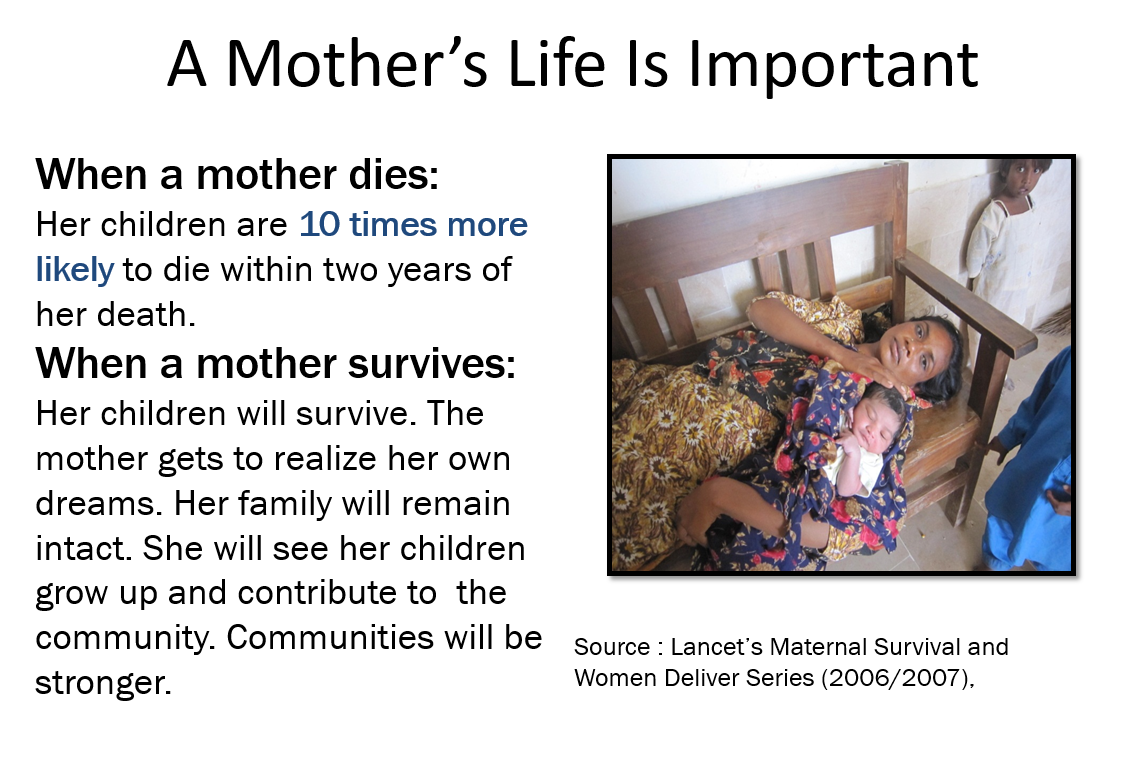 A Mother’s Life Is Important
When a mother dies:
Her children are 10 times more
likely to die within two years of
her death.
When a mother survives:
Her children will survive. The
mother gets to realize her own
dreams. Her family will remain
intact. She will see her children
grow up and contribute to  the
community. Communities will be
stronger.
Source : Lancet’s Maternal Survival and
Women Deliver Series (2006/2007),